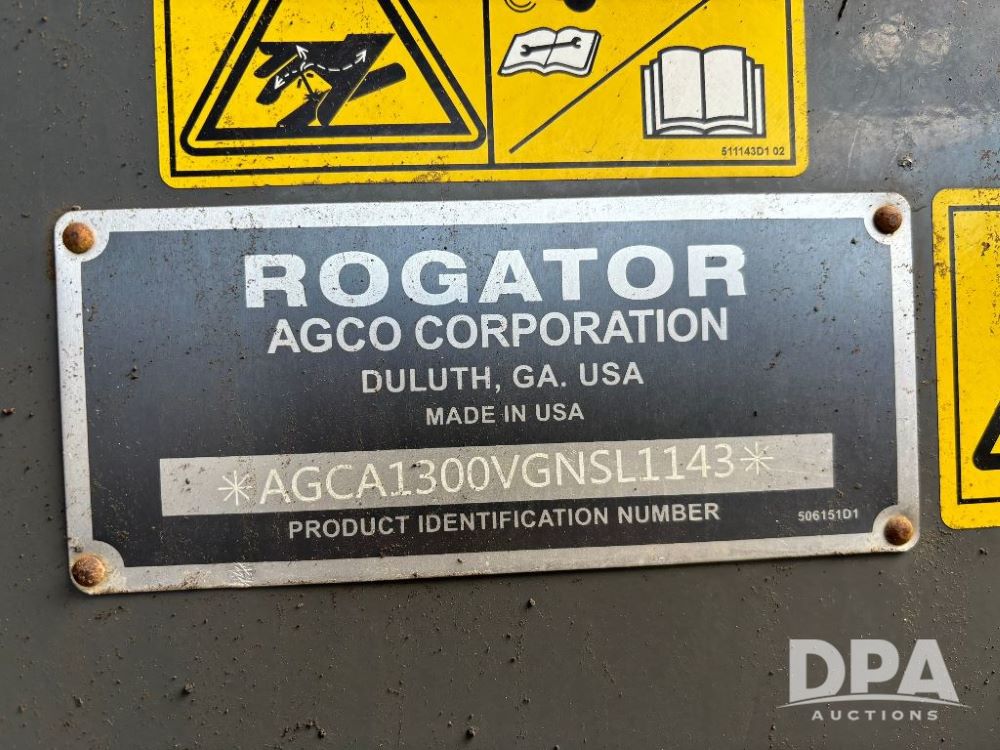 511143D1 02
ROGATOR
AGCO CORPORATION
DULUTH, GA. USA
MADE IN USA
*AGCA1300VGNSL1143*
PRODUCT IDENTIFICATION NUMBER
506151D1
DPA
AUCTIONS